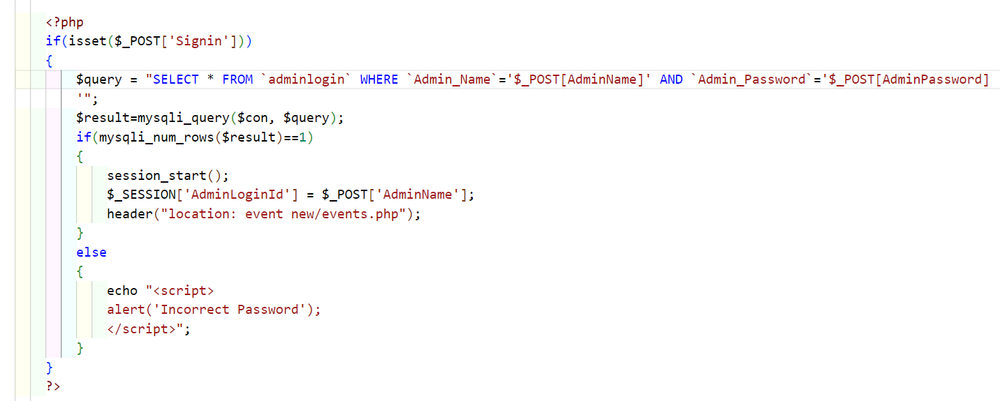 <?php
if(isset($_POST['Signin']))
{
$query = "SELECT * FROM `adminlogin` WHERE `Admin_Name`='$_POST[AdminName]' AND `Admin_Password`='$_POST[AdminPassword]
'";
$result=mysqli_query($con, $query);
if(mysqli_num_rows($result)==1)
{
session_start();
$_SESSION['AdminLoginId'] = $_POST['AdminName'];
header("location: event new/events.php");
}
else
{
echo "<script>
alert('Incorrect Password');
</script>";
}
}
?>